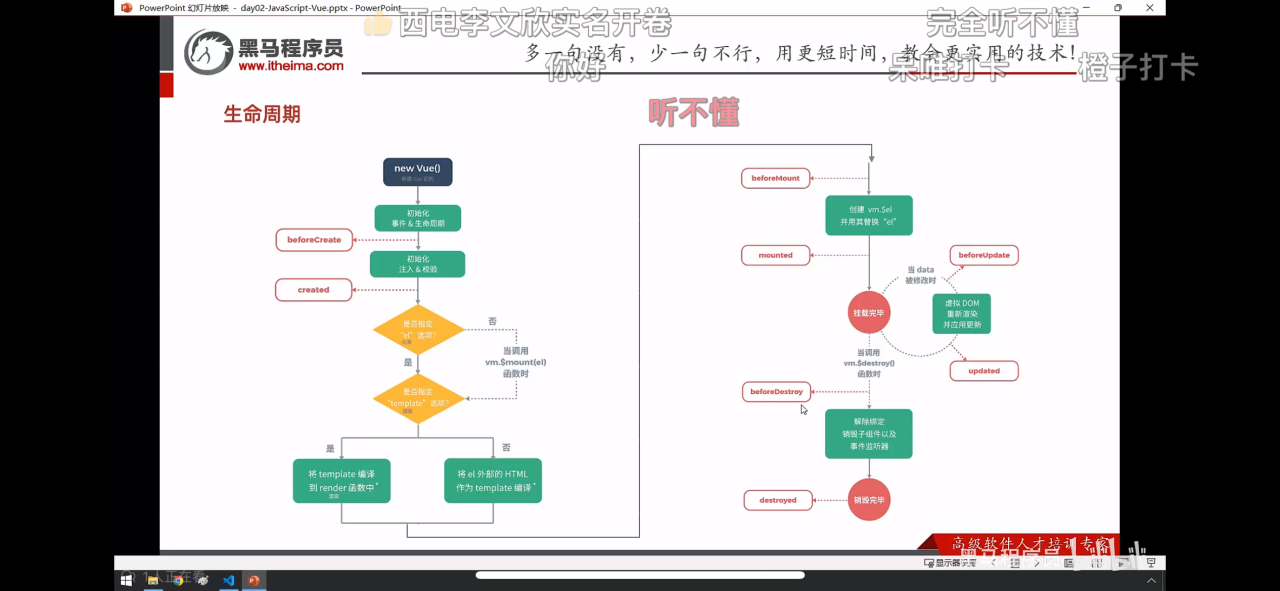 PowerPoint 幻灯片放映 - day02-JavaScript-Vue.pptx - PowerPoint
西电李文欣实名开卷
完全听不懂
黑马程序员
www.itheima.com
多一句没有，少一句不行，用更短时间，教会更实用的技术！
你好
呆唯打卡
橙子打卡
生命周期
听不懂
new Vue()
新建 Vue 实例
初始化
事件 & 生命周期
beforeCreate
初始化
注入 & 校验
created
是否指定
"el" 选项？
元素
否
是
当调用
vm.$mount(el)
函数时
是否指定
"template" 选项？
模板
是
否
将 template 编译
到 render 函数中*
渲染
将 el 外部的 HTML
作为 template 编译*
beforeMount
创建 vm.$el
并用其替换 "el"
mounted
beforeUpdate
当 data
被修改时
挂载完毕
虚拟 DOM
重新渲染
并应用更新
当调用
vm.$destroy()
函数时
updated
beforeDestroy
解除绑定
销毁子组件以及
事件监听器
destroyed
销毁完毕
高级软件人才培训专家
黑马程序员
显示器设置
1人正在看